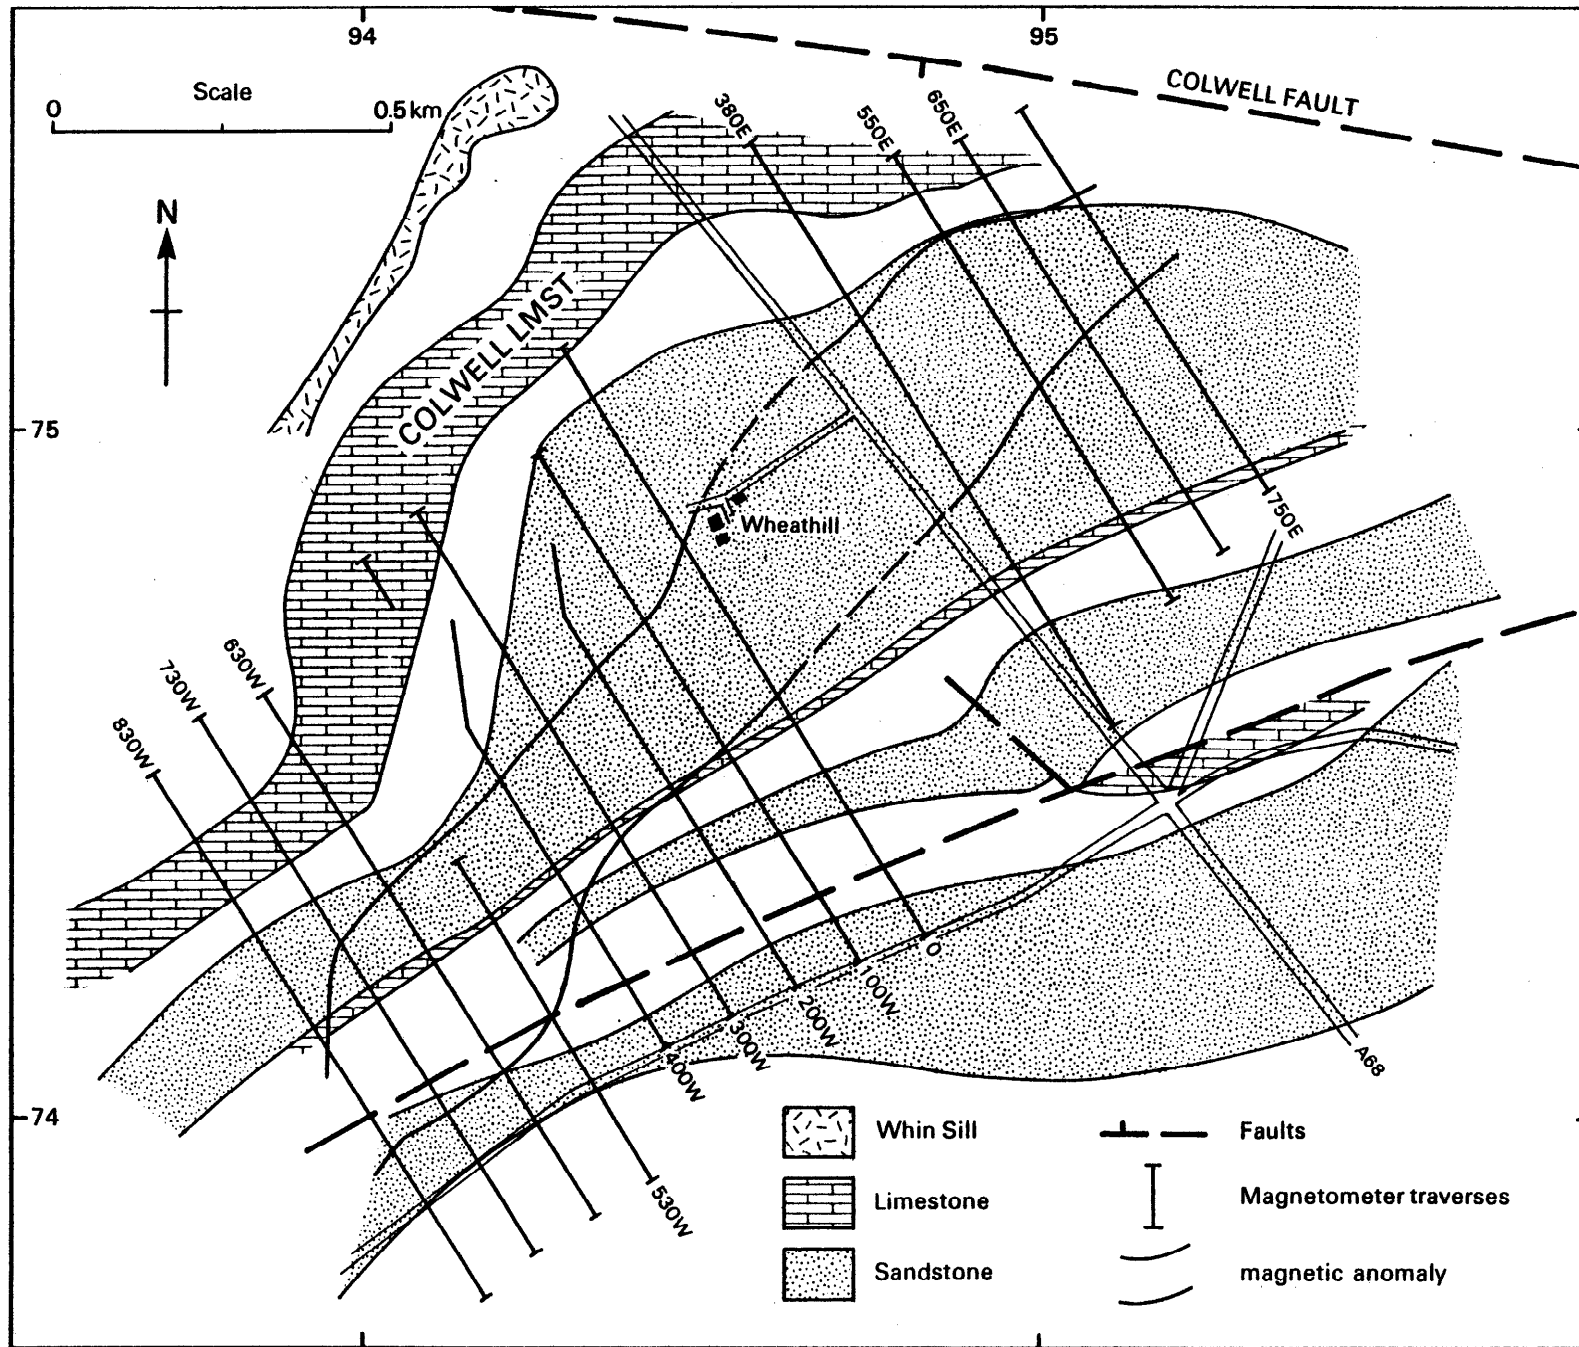 94
95
Scale
0
0.5 km
COLWELL FAULT
380E
550E
650E
N
COLWELL LMST
75
Wheathill
750E
630W
730W
830W
0
100W
200W
300W
400W
530W
A68
74
Whin Sill
Faults
Limestone
Magnetometer traverses
Sandstone
magnetic anomaly